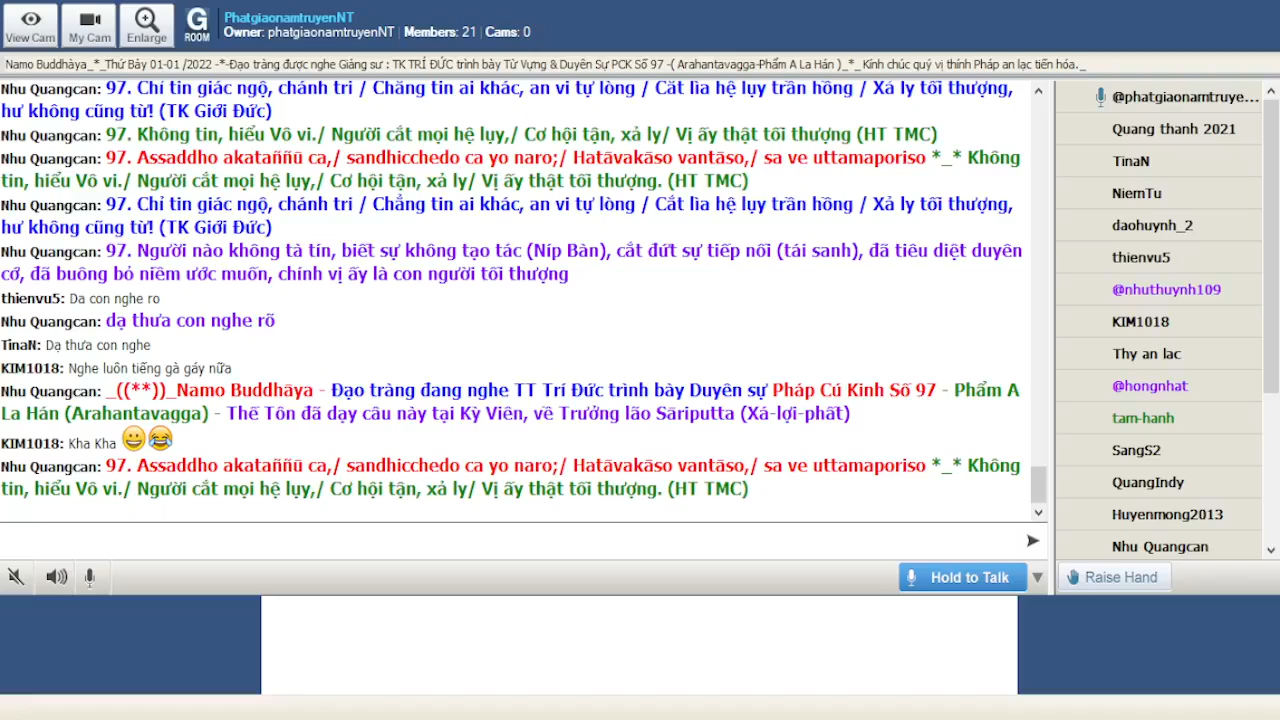 View Cam
My Cam
Enlarge
G
ROOM
PhatgiaonamtruyenNT
Owner: phatgiaonamtruyenNT | Members: 21 | Cams: 0
Namo Buddhàya_*_Thứ Bảy 01-01 /2022 -*-Đạo tràng được nghe Giảng sư : TK TRÍ ĐỨC trình bày Từ Vựng & Duyên Sự PCK Số 97 -( Arahantavagga-Phẩm A La Hán )_*_ Kính chúc quý vị thính Pháp an lạc tiến hóa._
Nhu Quangcan: 97. Chỉ tin giác ngộ, chánh tri / Chẳng tin ai khác, an vi tự lòng / Cắt lìa hệ lụy trần hồng / Xả ly tối thượng,
hư không cũng từ! (TK Giới Đức)
Nhu Quangcan: 97. Không tin, hiểu Vô vi./ Người cắt mọi hệ lụy,/ Cơ hội tận, xả ly/ Vị ấy thật tối thượng (HT TMC)
Nhu Quangcan: 97. Assaddho akataññū ca,/ sandhicchedo ca yo naro;/ Hatāvakāso vantāso,/ sa ve uttamaporiso *_* Không
tin, hiểu Vô vi./ Người cắt mọi hệ lụy,/ Cơ hội tận, xả ly/ Vị ấy thật tối thượng. (HT TMC)
Nhu Quangcan: 97. Chỉ tin giác ngộ, chánh tri / Chẳng tin ai khác, an vi tự lòng / Cắt lìa hệ lụy trần hồng / Xả ly tối thượng,
hư không cũng từ! (TK Giới Đức)
Nhu Quangcan: 97. Người nào không tà tín, biết sự không tạo tác (Níp Bàn), cắt đứt sự tiếp nối (tái sanh), đã tiêu diệt duyên
cớ, đã buông bỏ niềm ước muốn, chính vị ấy là con người tối thượng
thienvu5: Da con nghe ro
Nhu Quangcan: dạ thưa con nghe rõ
TinaN: Dạ thưa con nghe
KIM1018: Nghe luôn tiếng gà gáy nữa
Nhu Quangcan: _((**))_Namo Buddhāya - Đạo tràng đang nghe TT Trí Đức trình bày Duyên sự Pháp Cú Kinh Số 97 - Phẩm A
La Hán (Arahantavagga) - Thế Tôn đã dạy câu này tại Kỳ Viên, về Trưởng lão Sāriputta (Xá-lợi-phất)
KIM1018: Kha Kha 😀😂
Nhu Quangcan: 97. Assaddho akataññū ca,/ sandhicchedo ca yo naro;/ Hatāvakāso vantāso,/ sa ve uttamaporiso *_* Không
tin, hiểu Vô vi./ Người cắt mọi hệ lụy,/ Cơ hội tận, xả ly/ Vị ấy thật tối thượng. (HT TMC)
Hold to Talk
@phatgiaonamtruye...
Quang thanh 2021
TinaN
NiemTu
daohuynh_2
thienvu5
@nhuthuynh109
KIM1018
Thy an lac
@hongnhat
tam-hanh
SangS2
QuangIndy
Huyenmong2013
Nhu Quangcan
Raise Hand